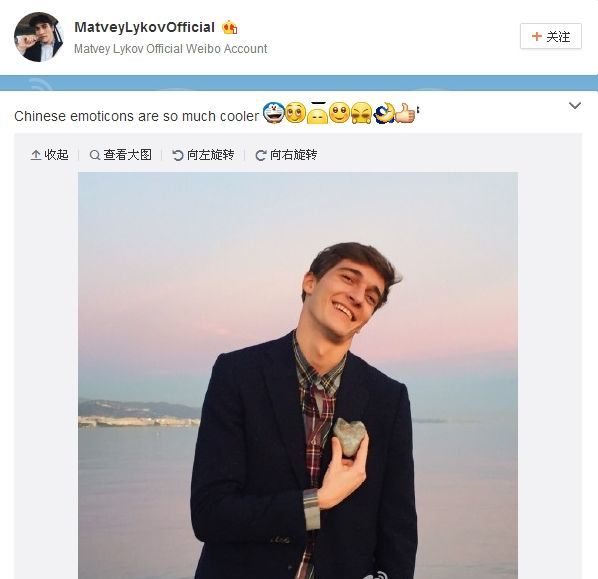 MatveyLykovOfficial
Matvey Lykov Official Weibo Account
+ 关注
Chinese emoticons are so much cooler
收起 查看大图 向左旋转 向右旋转